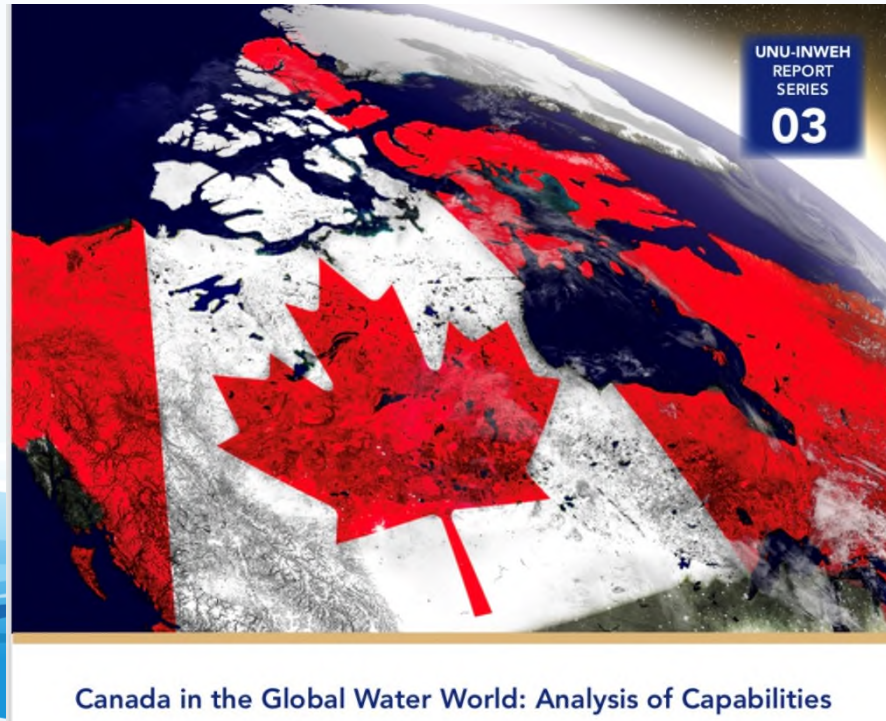 UNU-INWEH
REPORT
SERIES
03
Canada in the Global Water World: Analysis of Capabilities